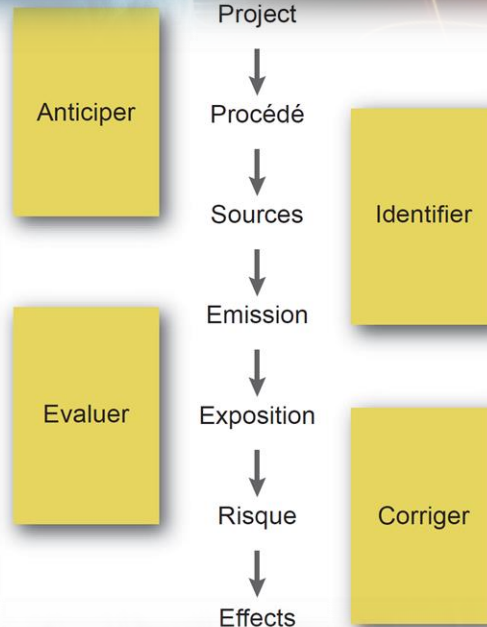 Project
Anticiper
Procédé
Sources
Identifier
Emission
Evaluer
Exposition
Risque
Corriger
Effects